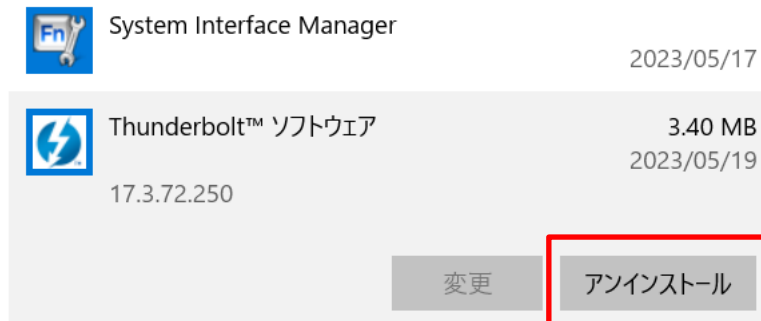 Fn
System Interface Manager
2023/05/17
Thunderbolt™ ソフトウェア
3.40 MB
2023/05/19
17.3.72.250
変更
アンインストール